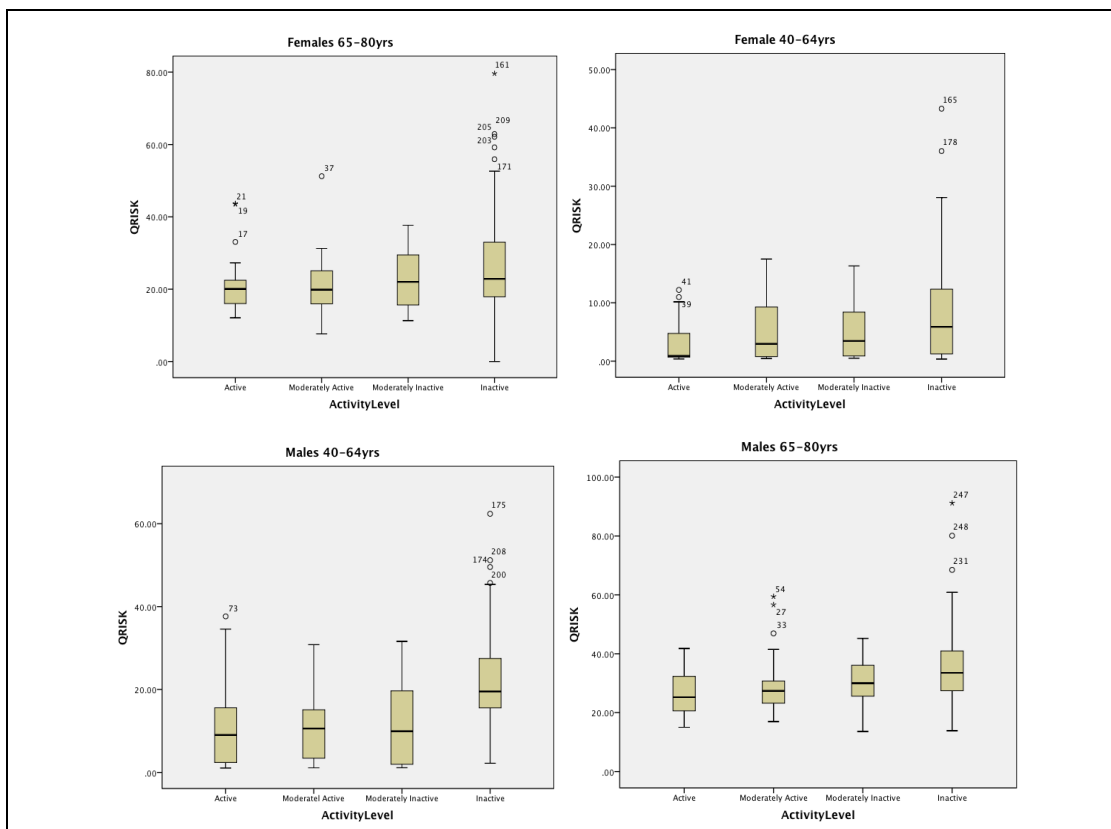 Females 65–80yrs
QRISK
80.00
60.00
40.00
20.00
.00
161
209
205
203
171
37
21
19
17
Active Moderately Active Moderately Inactive Inactive
ActivityLevel
Female 40–64yrs
QRISK
50.00
40.00
30.00
20.00
10.00
.00
165
178
41
39
Active Moderately Active Moderately Inactive Inactive
ActivityLevel
Males 40–64yrs
QRISK
60.00
40.00
20.00
.00
175
208
174
200
73
Active Moderatel Active Moderately Inactive Inactive
ActivityLevel
Males 65–80yrs
QRISK
100.00
80.00
60.00
40.00
20.00
.00
247
248
231
54
27
33
Active Moderately Active Moderately Inactive Inactive
ActivityLevel